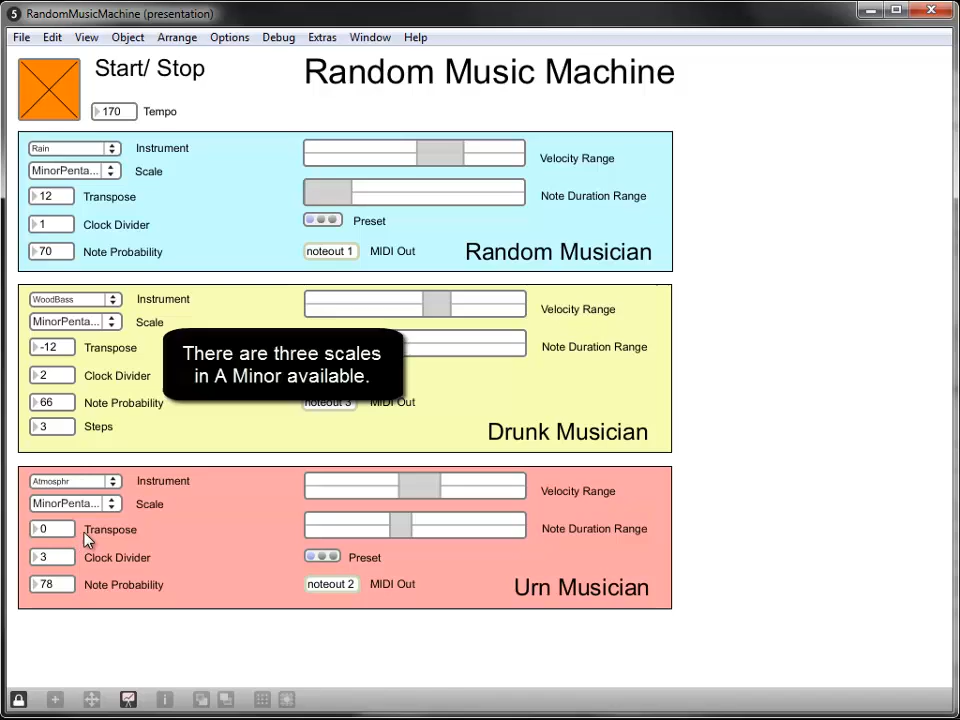 5 RandomMusicMachine (presentation)
File Edit View Object Arrange Options Debug Extras Window Help
Start/ Stop
Random Music Machine
170 Tempo
Rain Instrument
MinorPenta... Scale
12 Transpose
1 Clock Divider
70 Note Probability
Velocity Range
Note Duration Range
Preset
noteout 1 MIDI Out
Random Musician
WoodBass Instrument
MinorPenta... Scale
-12 Transpose
2 Clock Divider
66 Note Probability
3 Steps
There are three scales
in A Minor available.
Velocity Range
Note Duration Range
noteout 3 MIDI Out
Drunk Musician
Atmosphr Instrument
MinorPenta... Scale
0 Transpose
3 Clock Divider
78 Note Probability
Velocity Range
Note Duration Range
Preset
noteout 2 MIDI Out
Urn Musician